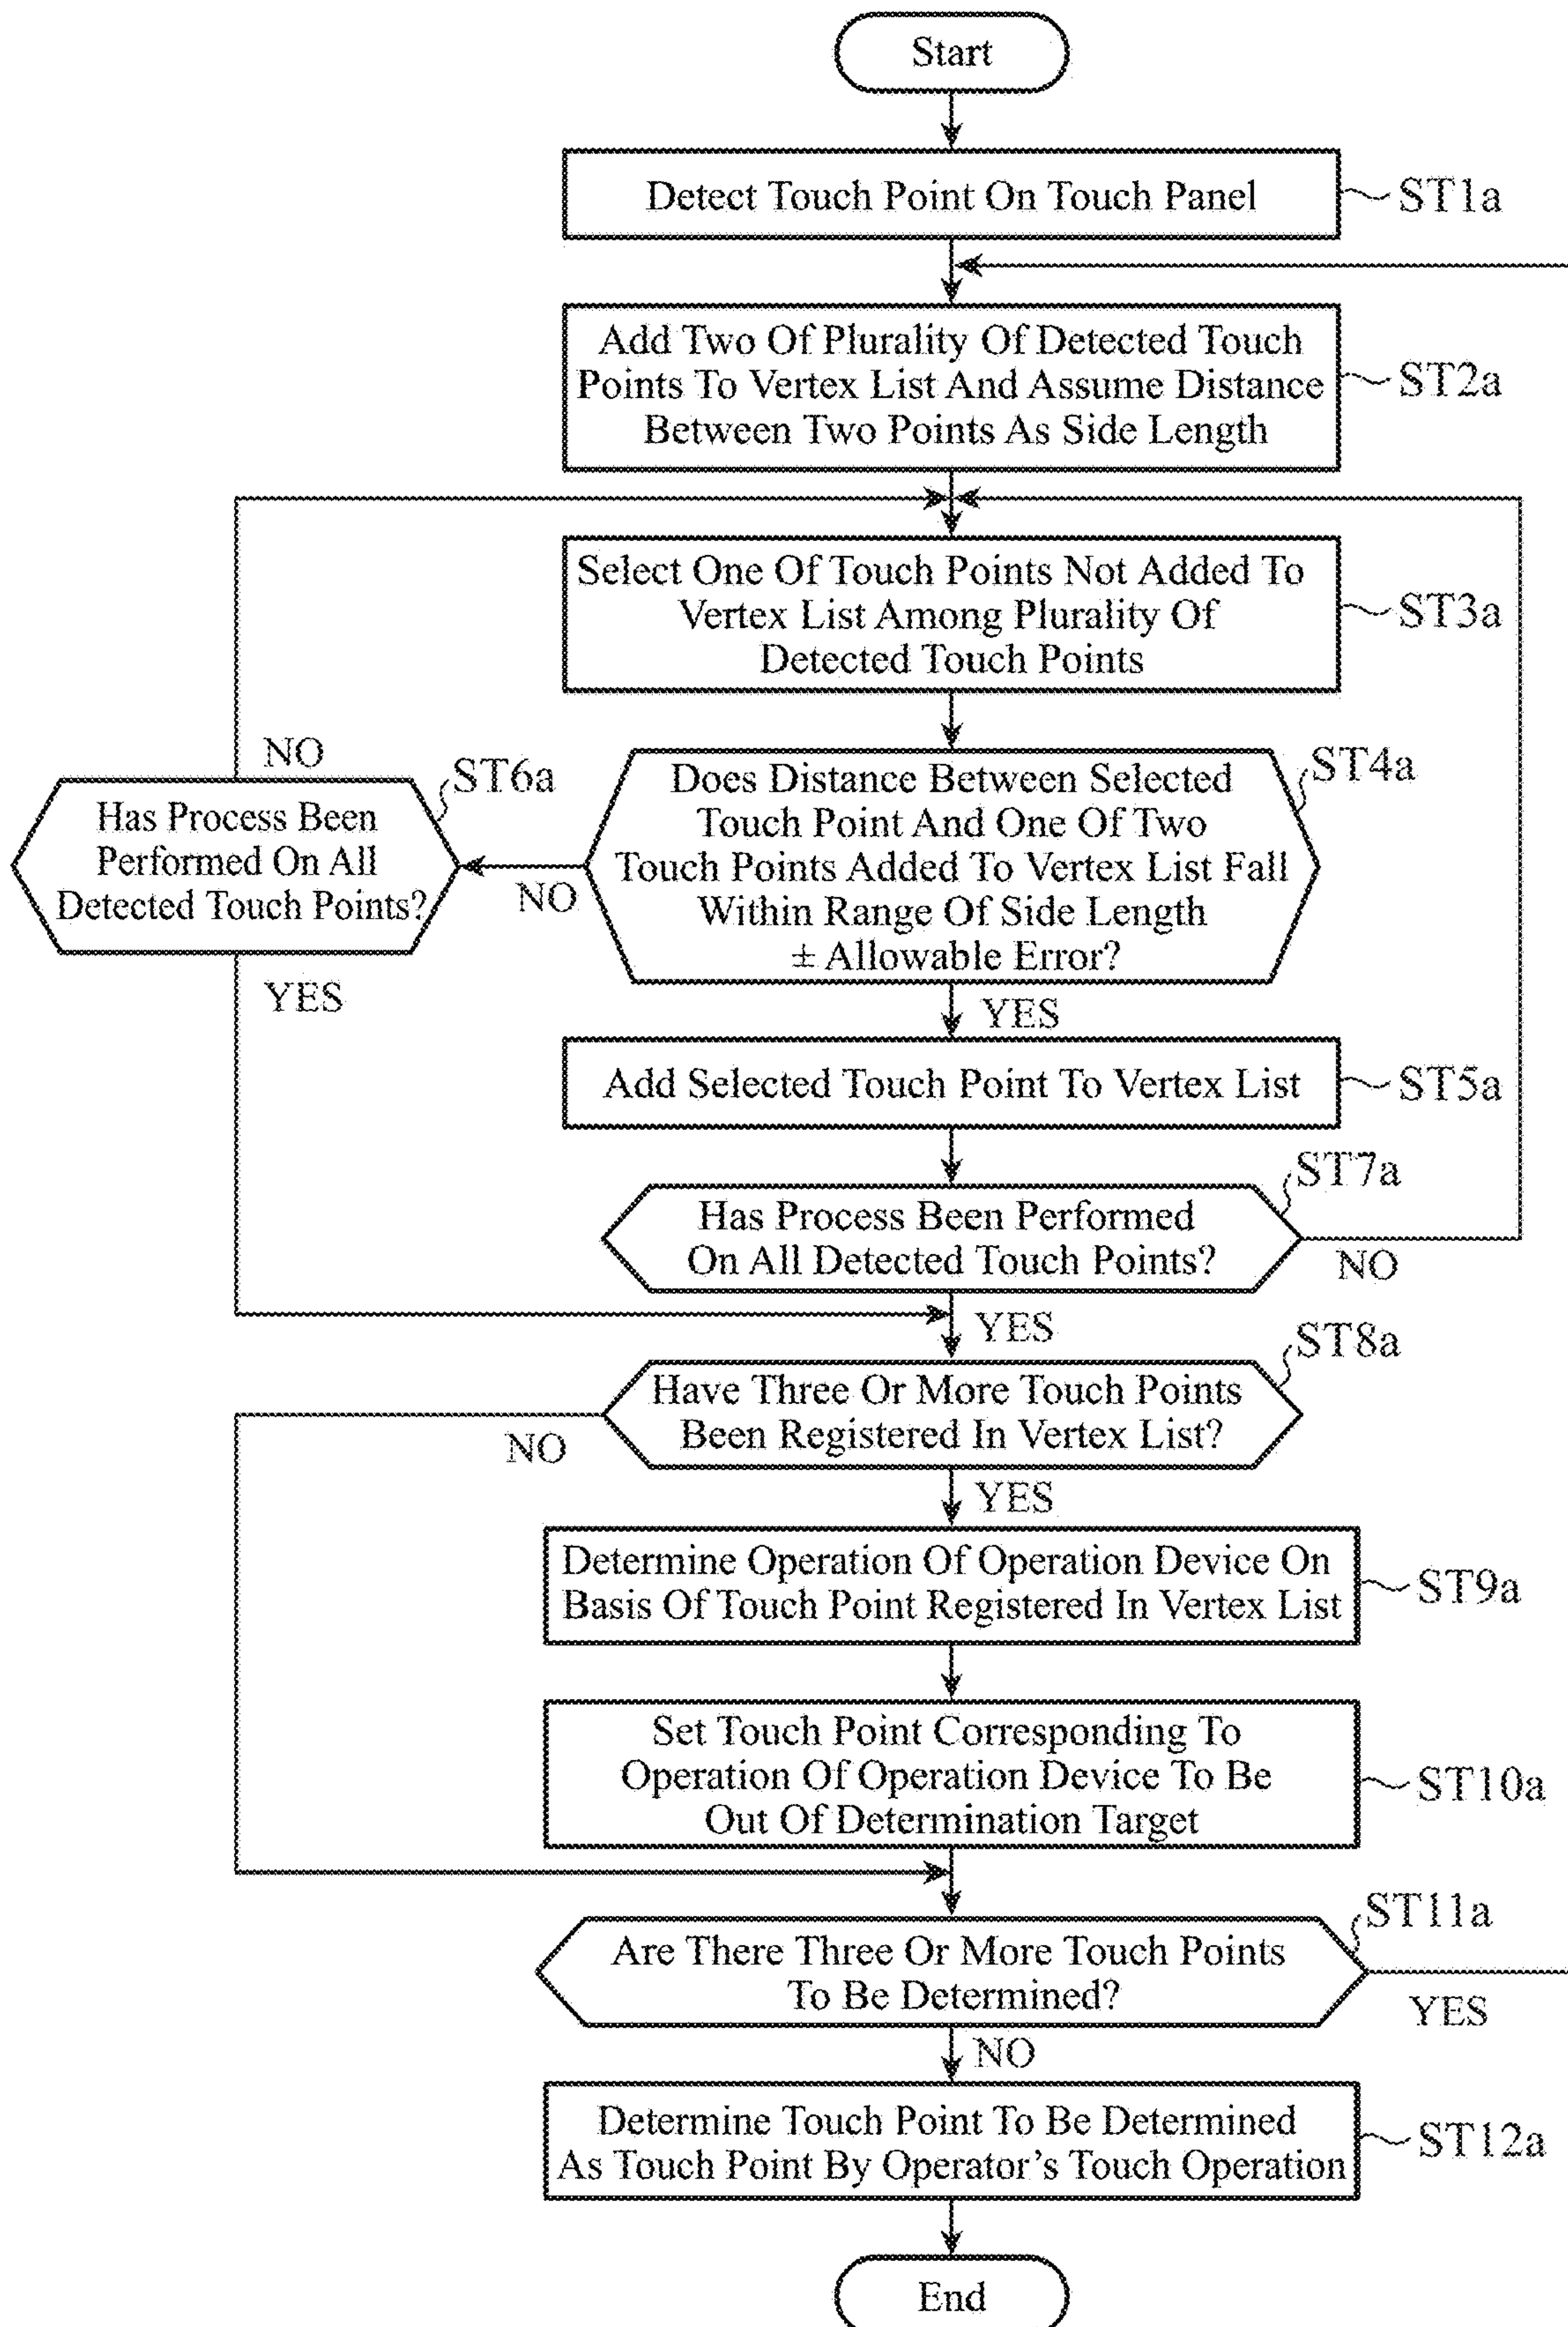 Start
Detect Touch Point On Touch Panel
ST1a
Add Two Of Plurality Of Detected Touch
Points To Vertex List And Assume Distance
Between Two Points As Side Length
ST2a
Select One Of Touch Points Not Added To
Vertex List Among Plurality Of
Detected Touch Points
ST3a
NO
ST6a
Has Process Been
Performed On All
Detected Touch Points?
YES
Does Distance Between Selected
Touch Point And One Of Two
Touch Points Added To Vertex List Fall
Within Range Of Side Length
± Allowable Error?
ST4a
NO
YES
Add Selected Touch Point To Vertex List
ST5a
Has Process Been Performed
On All Detected Touch Points?
ST7a
NO
YES
Have Three Or More Touch Points
Been Registered In Vertex List?
ST8a
NO
YES
Determine Operation Of Operation Device On
Basis Of Touch Point Registered In Vertex List
ST9a
Set Touch Point Corresponding To
Operation Of Operation Device To Be
Out Of Determination Target
ST10a
Are There Three Or More Touch Points
To Be Determined?
ST11a
YES
NO
Determine Touch Point To Be Determined
As Touch Point By Operator's Touch Operation
ST12a
End